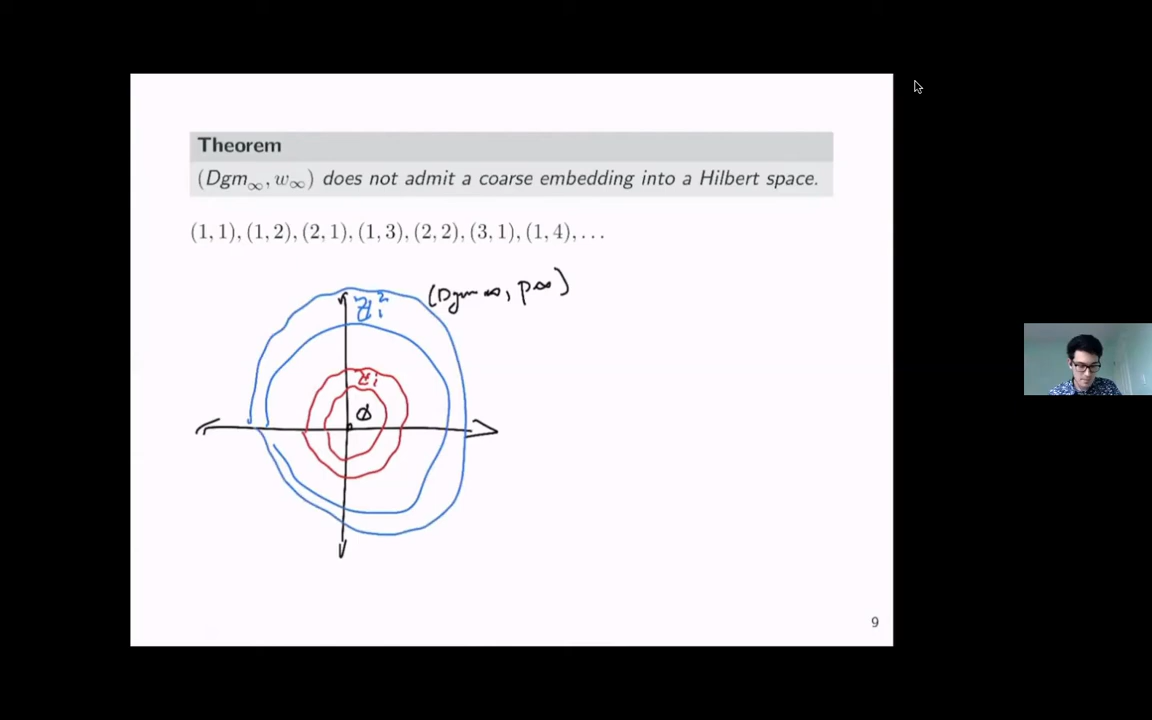 Theorem
(Dgm∞, w∞) does not admit a coarse embedding into a Hilbert space.
(1, 1), (1, 2), (2, 1), (1, 3), (2, 2), (3, 1), (1, 4), . . .
(Dgm ∞, p∞)
ϕ
9